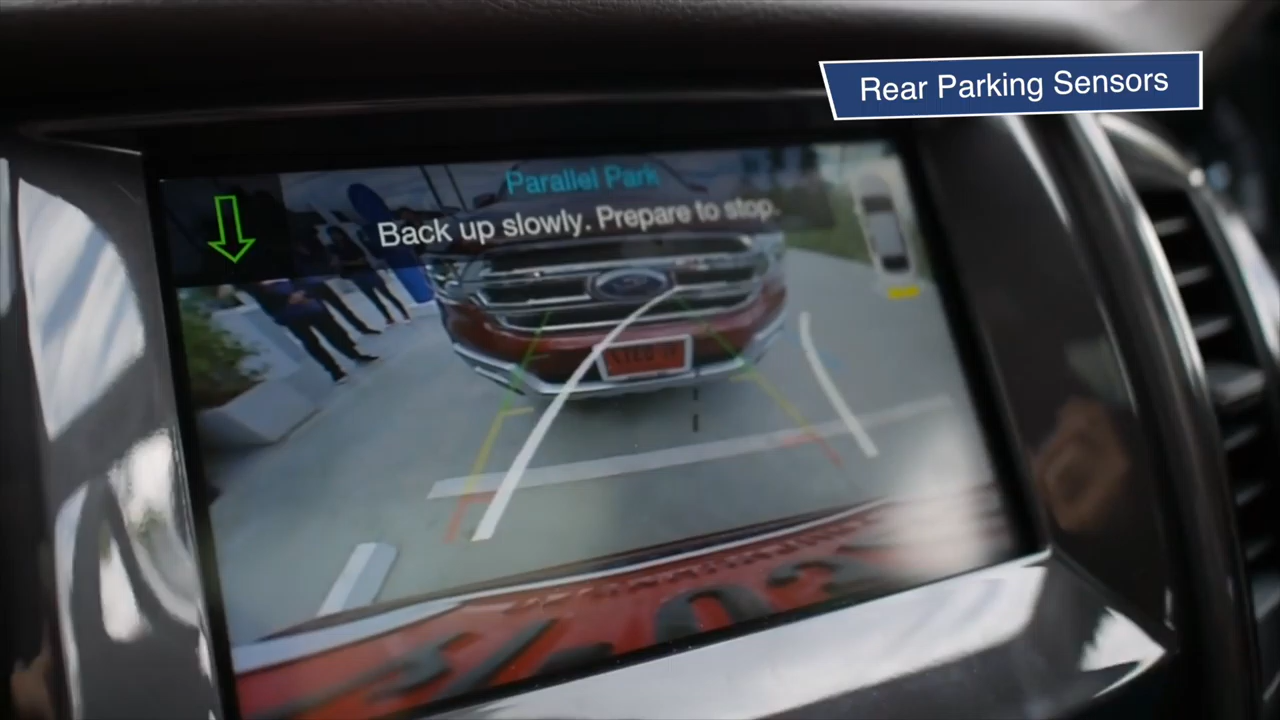 Rear Parking Sensors
Parallel Park
Back up slowly. Prepare to stop.